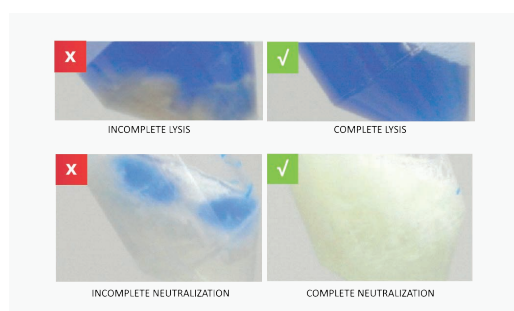 X
√
INCOMPLETE LYSIS
COMPLETE LYSIS
X
√
INCOMPLETE NEUTRALIZATION
COMPLETE NEUTRALIZATION